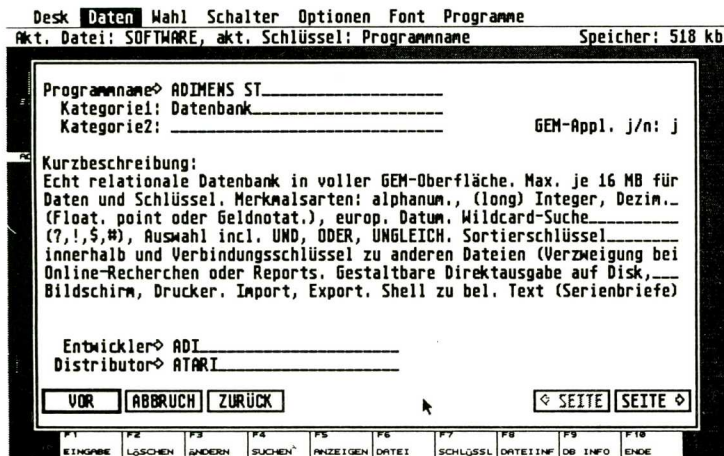 Desk Daten Wahl Schalter Optionen Font Programme
Akt. Datei: SOFTWARE, akt. Schlüssel: Programmname Speicher: 518 kb
Programmname◊ ADIMENS ST
Kategorie1: Datenbank
Kategorie2: GEM-Appl. j/n: j
Kurzbeschreibung:
Echt relationale Datenbank in voller GEM-Oberfläche. Max. je 16 MB für
Daten und Schlüssel. Merkmalsarten: alphanum., (long) Integer, Dezim.
(Float. point oder Geldnotat.), europ. Datum. Wildcard-Suche
(?,!,$,#), Auswahl incl. UND, ODER, UNGLEICH. Sortierschlüssel
innerhalb und Verbindungsschlüssel zu anderen Dateien (Verzweigung bei
Online-Recherchen oder Reports. Gestaltbare Direktausgabe auf Disk,
Bildschirm, Drucker. Import, Export. Shell zu bel. Text (Serienbriefe)
Entwickler◊ ADI
Distributor◊ ATARI
VOR ABBRUCH ZURÜCK ◊ SEITE SEITE ◊
F1 F2 F3 F4 F5 F6 F7 F8 F9 F10
EINGABE LöSCHEN äNDERN SUCHEN ANZEIGEN DATEI SCHLüSSL DATEIINF DB INFO ENDE